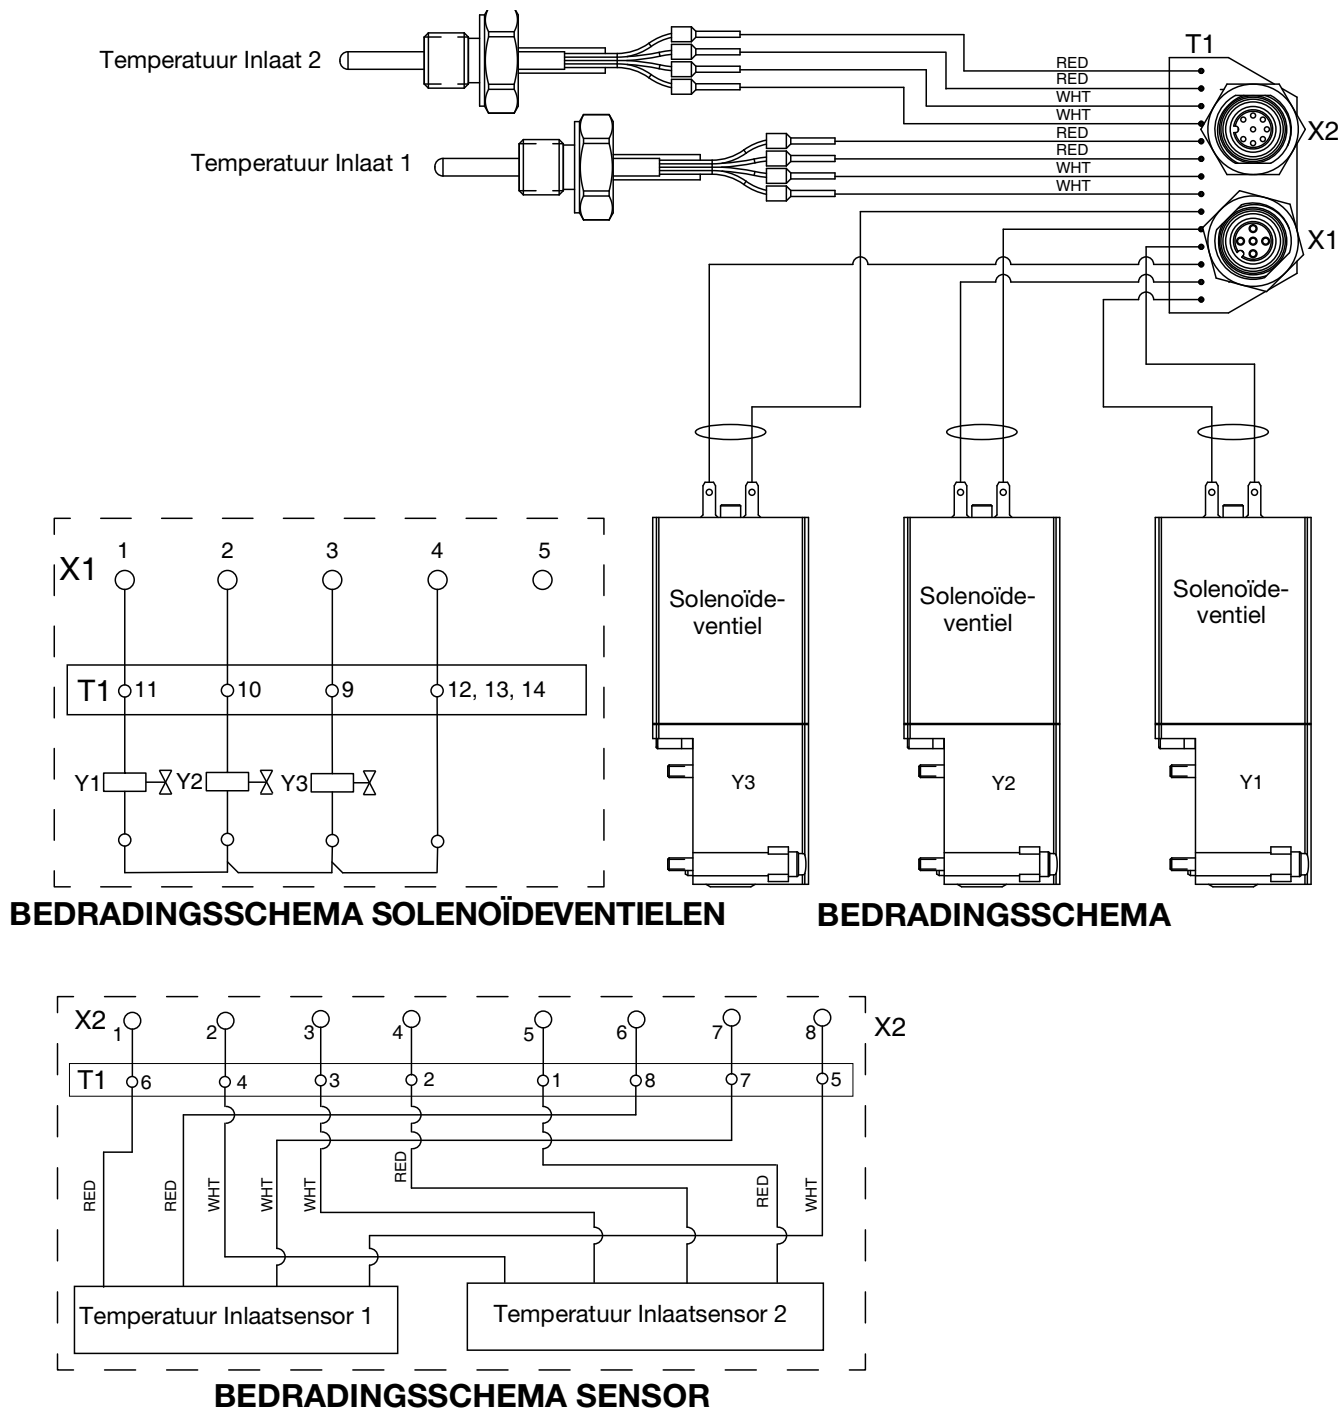 Temperatuur Inlaat 2
T1
RED
RED
WHT
WHT
X2
Temperatuur Inlaat 1
RED
RED
WHT
WHT
X1
X1
1
2
3
4
5
T1
11
10
9
12, 13, 14
Y1
Y2
Y3
Solenoïde-
ventiel
Y3
Solenoïde-
ventiel
Y2
Solenoïde-
ventiel
Y1
BEDRADINGSSCHEMA SOLENOÏDEVENTIELEN
BEDRADINGSSCHEMA
X2
1
2
3
4
5
6
7
8
X2
T1
6
4
3
2
1
8
7
5
RED
RED
WHT
WHT
WHT
RED
RED
WHT
Temperatuur Inlaatsensor 1
Temperatuur Inlaatsensor 2
BEDRADINGSSCHEMA SENSOR